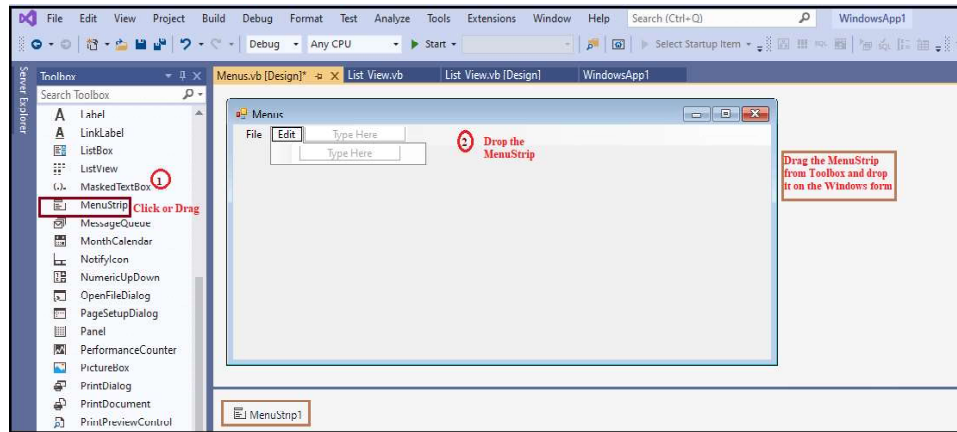 File Edit View Project Build Debug Format Test Analyze Tools Extensions Window Help Search (Ctrl+Q) WindowsApp1
Debug Any CPU Start Select Startup Item
Server Explorer
Toolbox
Search Toolbox
Label
LinkLabel
ListBox
ListView
MaskedTextBox
MenuStrip
MessageQueue
MonthCalendar
NotifyIcon
NumericUpDown
OpenFileDialog
PageSetupDialog
Panel
PerformanceCounter
PictureBox
PrintDialog
PrintDocument
PrintPreviewControl
1
Click or Drag
Menus.vb [Design]* List View.vb List View.vb [Design] WindowsApp1
Menus
File Edit Type Here
Type Here
2 Drop the
MenuStrip
Drag the MenuStrip
from Toolbox and drop
it on the Windows form
MenuStrip1